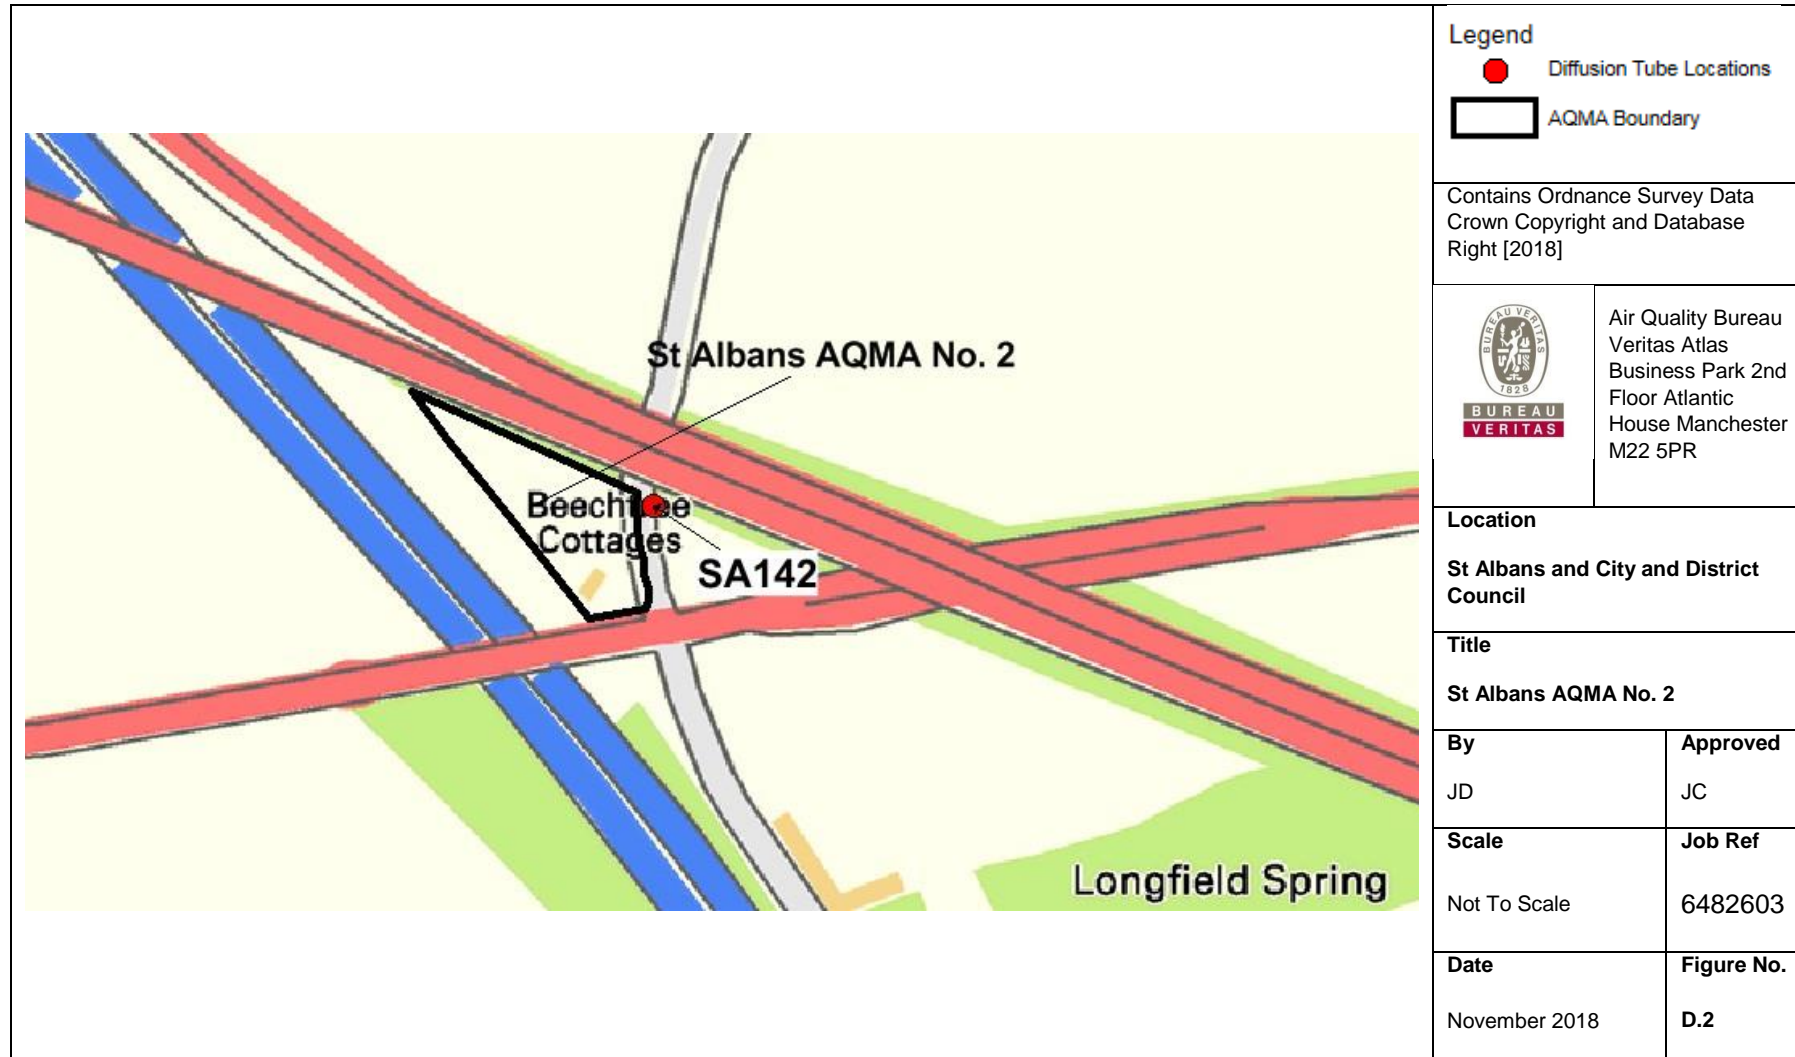 St Albans AQMA No. 2
Beechtree
Cottages
SA142
Longfield Spring
Legend
Diffusion Tube Locations
AQMA Boundary
Contains Ordnance Survey Data
Crown Copyright and Database
Right [2018]
BUREAU VERITAS
1828
BUREAU
VERITAS
Air Quality Bureau
Veritas Atlas
Business Park 2nd
Floor Atlantic
House Manchester
M22 5PR
Location
St Albans and City and District
Council
Title
St Albans AQMA No. 2
By
Approved
JD
JC
Scale
Job Ref
Not To Scale
6482603
Date
Figure No.
November 2018
D.2